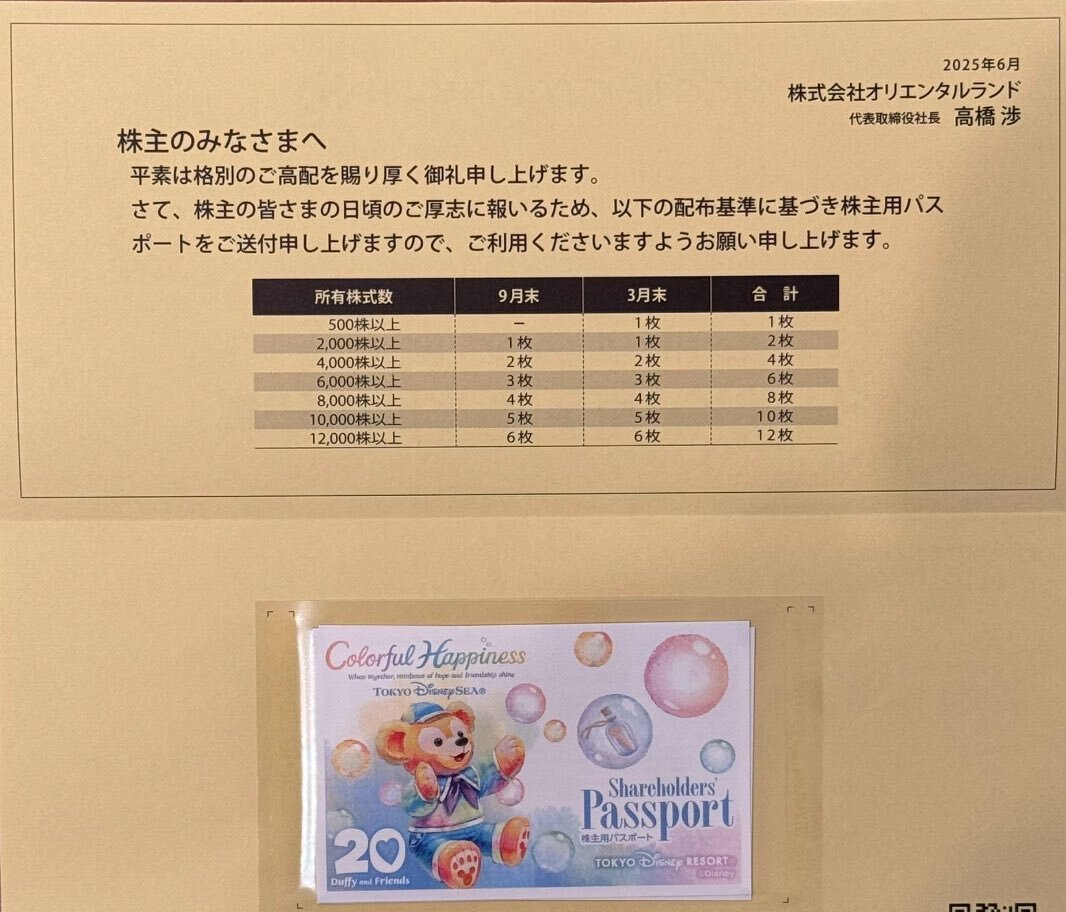 2025年6月
株式会社オリエンタルランド
代表取締役社長 高橋 渉
株主のみなさまへ
平素は格別のご高配を賜り厚く御礼申し上げます。
さて、株主の皆さまの日頃のご厚志に報いるため、以下の配布基準に基づき株主用パス
ポートをご送付申し上げますので、ご利用くださいますようお願い申し上げます。
所有株式数 9月末 3月末 合 計
500株以上 － 1枚 1枚
2,000株以上 1枚 1枚 2枚
4,000株以上 2枚 2枚 4枚
6,000株以上 3枚 3枚 6枚
8,000株以上 4枚 4枚 8枚
10,000株以上 5枚 5枚 10枚
12,000株以上 6枚 6枚 12枚
Colorful Happiness
When together, rainbows of hope and friendship shine
TOKYO DISNEYSEA®
Shareholders'
Passport
株主用パスポート
20
Duffy and Friends
TOKYO Disney RESORT
©Disney